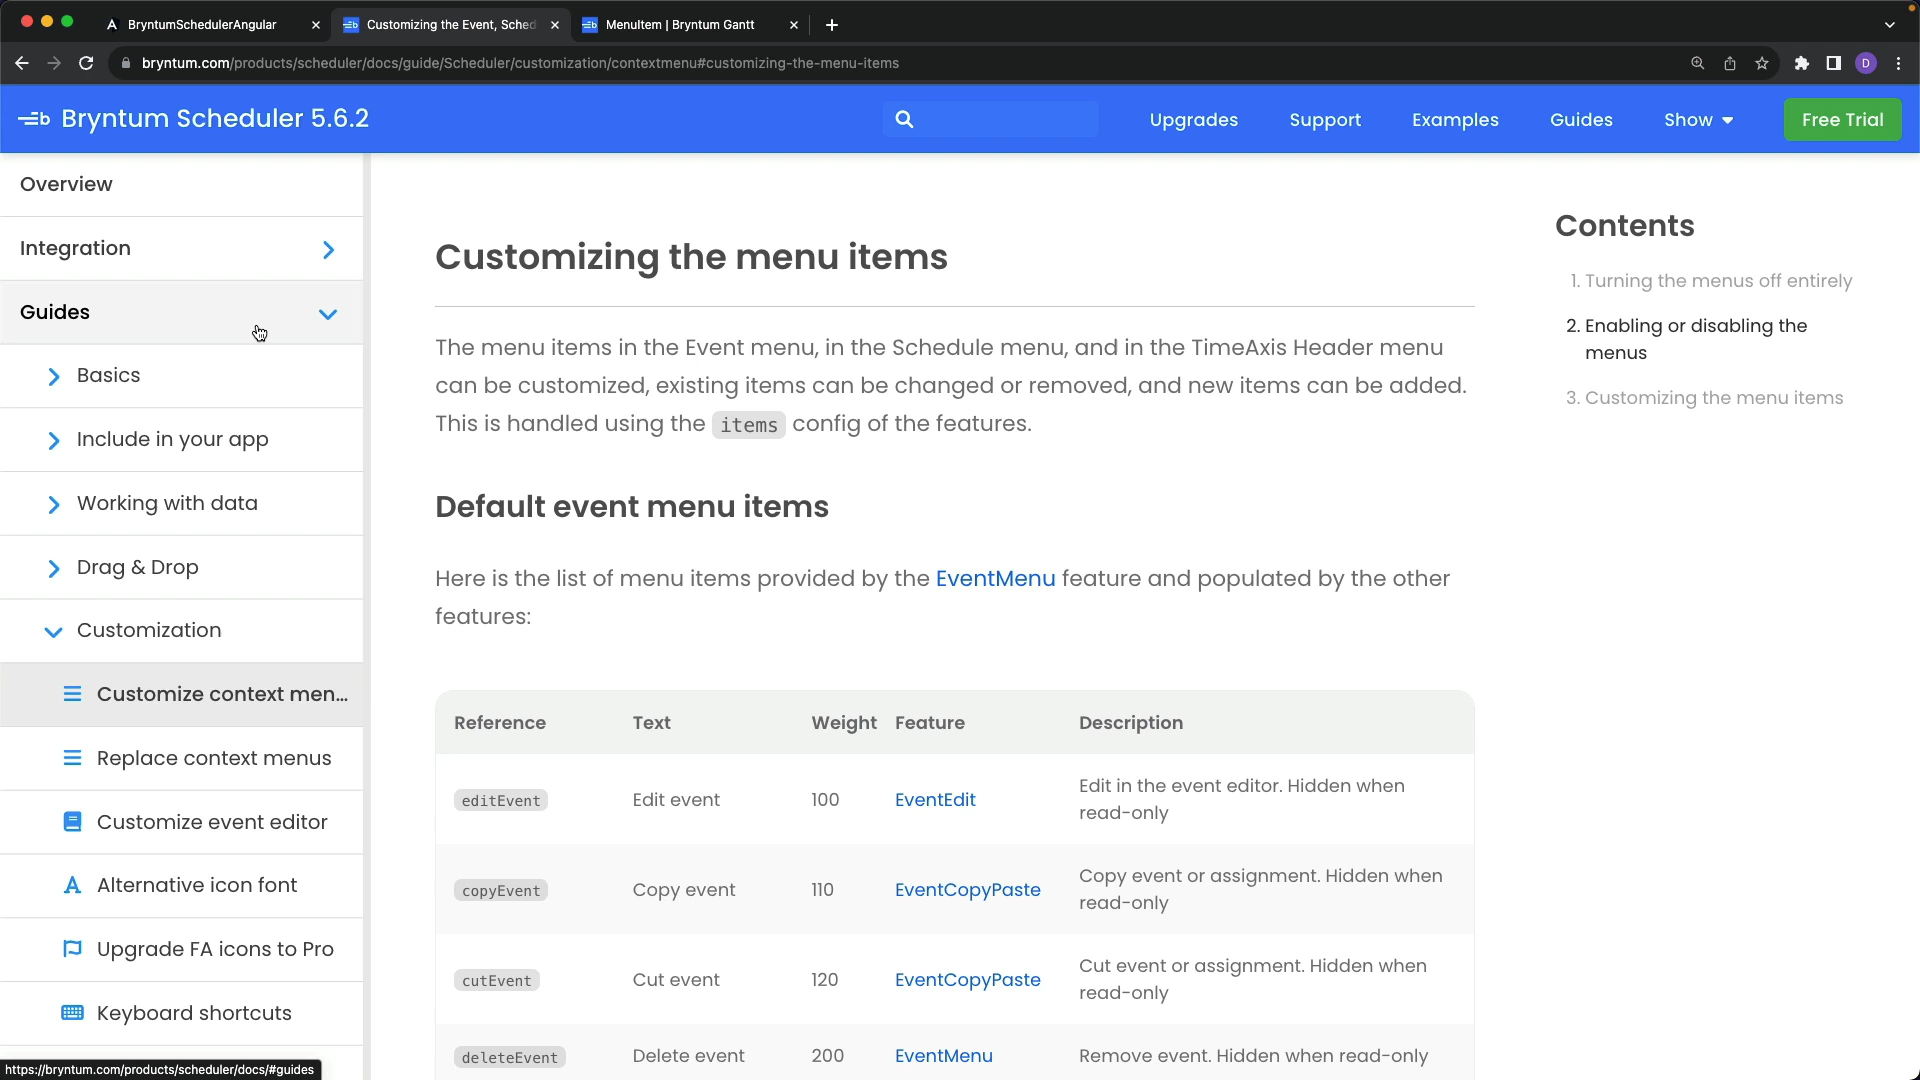 BryntumSchedulerAngular
Customizing the Event, Sched
MenuItem | Bryntum Gantt
bryntum.com/products/scheduler/docs/guide/Scheduler/customization/contextmenu#customizing-the-menu-items
D
Bryntum Scheduler 5.6.2
Upgrades
Support
Examples
Guides
Show
Free Trial
Overview
Integration
Guides
Basics
Include in your app
Working with data
Drag & Drop
Customization
Customize context men...
Replace context menus
Customize event editor
Alternative icon font
Upgrade FA icons to Pro
Keyboard shortcuts
https://bryntum.com/products/scheduler/docs/#guides
Customizing the menu items
The menu items in the Event menu, in the Schedule menu, and in the TimeAxis Header menu
can be customized, existing items can be changed or removed, and new items can be added.
This is handled using the items config of the features.
Default event menu items
Here is the list of menu items provided by the EventMenu feature and populated by the other
features:
Reference Text Weight Feature Description
editEvent Edit event 100 EventEdit Edit in the event editor. Hidden when
read-only
copyEvent Copy event 110 EventCopyPaste Copy event or assignment. Hidden when
read-only
cutEvent Cut event 120 EventCopyPaste Cut event or assignment. Hidden when
read-only
deleteEvent Delete event 200 EventMenu Remove event. Hidden when read-only
Contents
1. Turning the menus off entirely
2. Enabling or disabling the
menus
3. Customizing the menu items